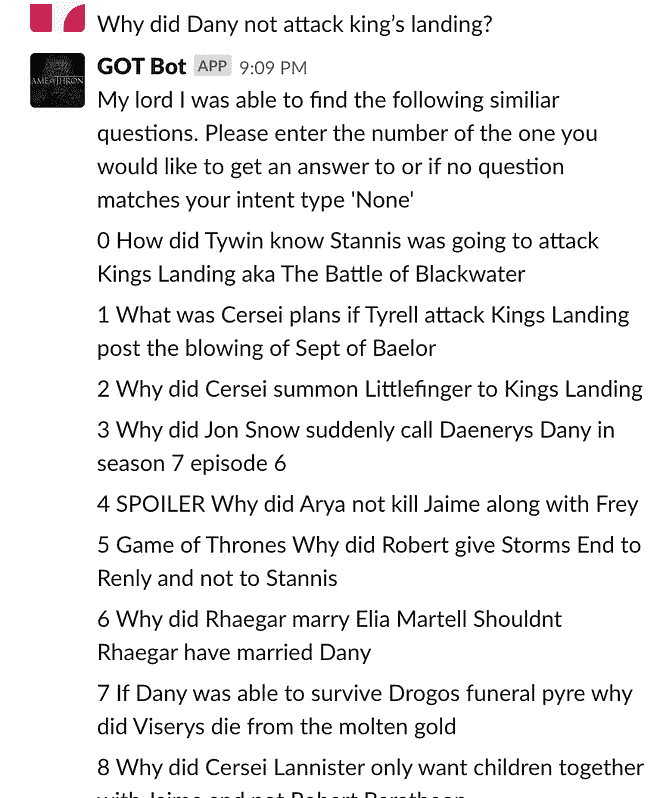 Why did Dany not attack king’s landing?
GOT Bot APP 9:09 PM
My lord I was able to find the following similiar
questions. Please enter the number of the one you
would like to get an answer to or if no question
matches your intent type 'None'
0 How did Tywin know Stannis was going to attack
Kings Landing aka The Battle of Blackwater
1 What was Cersei plans if Tyrell attack Kings Landing
post the blowing of Sept of Baelor
2 Why did Cersei summon Littlefinger to Kings Landing
3 Why did Jon Snow suddenly call Daenerys Dany in
season 7 episode 6
4 SPOILER Why did Arya not kill Jaime along with Frey
5 Game of Thrones Why did Robert give Storms End to
Renly and not to Stannis
6 Why did Rhaegar marry Elia Martell Shouldnt
Rhaegar have married Dany
7 If Dany was able to survive Drogos funeral pyre why
did Viserys die from the molten gold
8 Why did Cersei Lannister only want children together
with Jaime and not Robert Baratheon